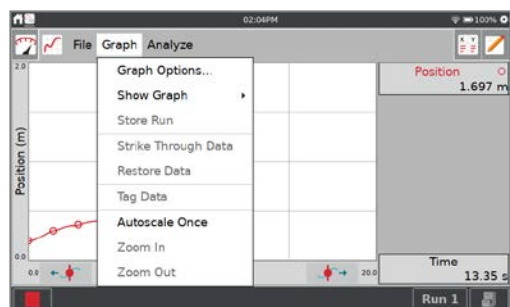 02:04PM
100%
File Graph Analyze
X Y
2.0
Graph Options...
Show Graph
Store Run
Strike Through Data
Restore Data
Tag Data
Autoscale Once
Zoom In
Zoom Out
Position (m)
0.0
0.0
20.0
Position
1.697 m
Time
13.35 s
Run 1